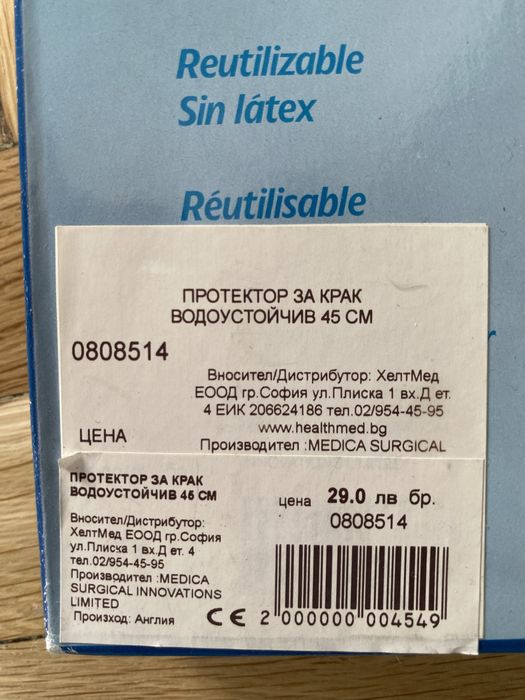 Reutilizable
Sin látex
Réutilisable
ПРОТЕКТОР ЗА КРАК
ВОДОУСТОЙЧИВ 45 СМ
0808514
Вносител/Дистрибутор: ХелтМед
ЕООД гр.София ул.Плиска 1 вх.Д ет.
4 ЕИК 206624186 тел.02/954-45-95
www.healthmed.bg
ЦЕНА
Производител :MEDICA SURGICAL
ПРОТЕКТОР ЗА КРАК
ВОДОУСТОЙЧИВ 45 СМ
цена 29.0 лв бр.
0808514
Вносител/Дистрибутор:
ХелтМед ЕООД гр.София
ул.Плиска 1 вх.Д ет. 4
тел.02/954-45-95
Производител :MEDICA
SURGICAL INNOVATIONS
LIMITED
Произход: Англия
CE
2 000000 004549